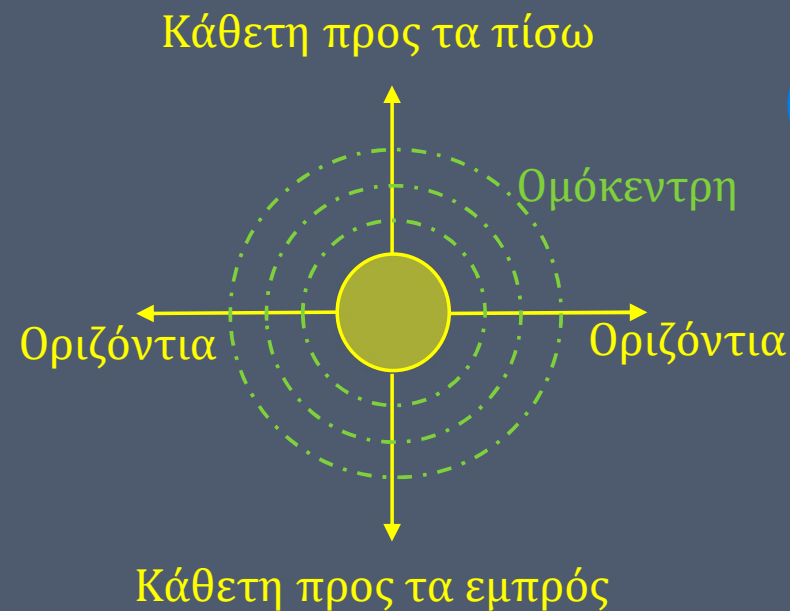 Κάθετη προς τα πίσω
Ομόκεντρη
Οριζόντια
Οριζόντια
Κάθετη προς τα εμπρός